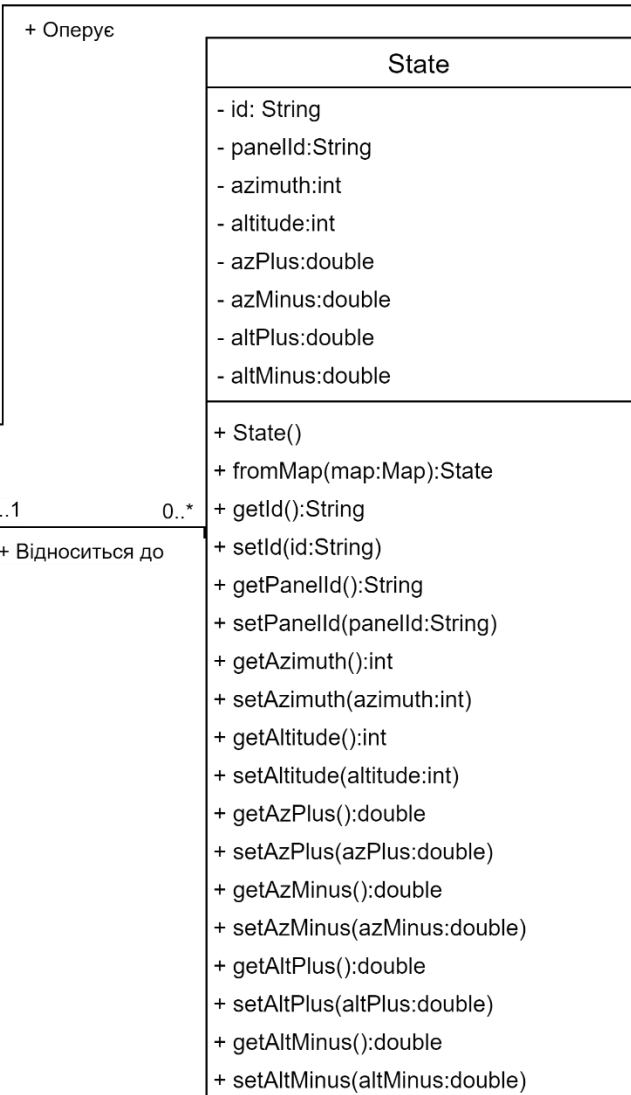 + Оперує
State
- id: String
- panelId:String
- azimuth:int
- altitude:int
- azPlus:double
- azMinus:double
- altPlus:double
- altMinus:double
+ State()
+ fromMap(map:Map):State
..1
0..*
+ getId():String
+ Відноситься до
+ setId(id:String)
+ getPanelId():String
+ setPanelId(panelId:String)
+ getAzimuth():int
+ setAzimuth(azimuth:int)
+ getAltitude():int
+ setAltitude(altitude:int)
+ getAzPlus():double
+ setAzPlus(azPlus:double)
+ getAzMinus():double
+ setAzMinus(azMinus:double)
+ getAltPlus():double
+ setAltPlus(altPlus:double)
+ getAltMinus():double
+ setAltMinus(altMinus:double)